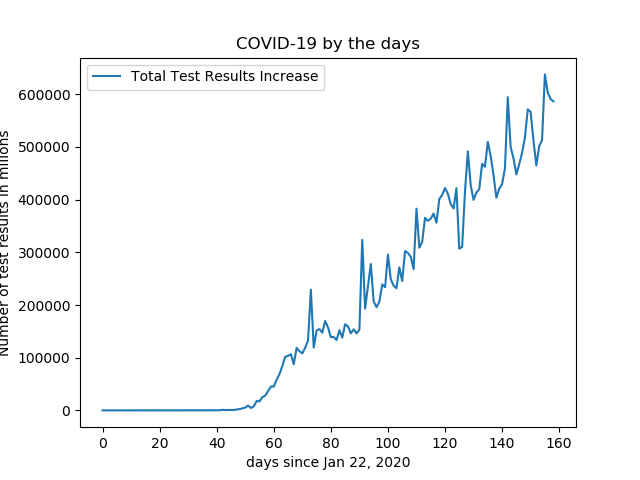 COVID-19 by the days
Total Test Results Increase
600000
500000
400000
300000
200000
100000
0
Number of test results in millions
0 20 40 60 80 100 120 140 160
days since Jan 22, 2020